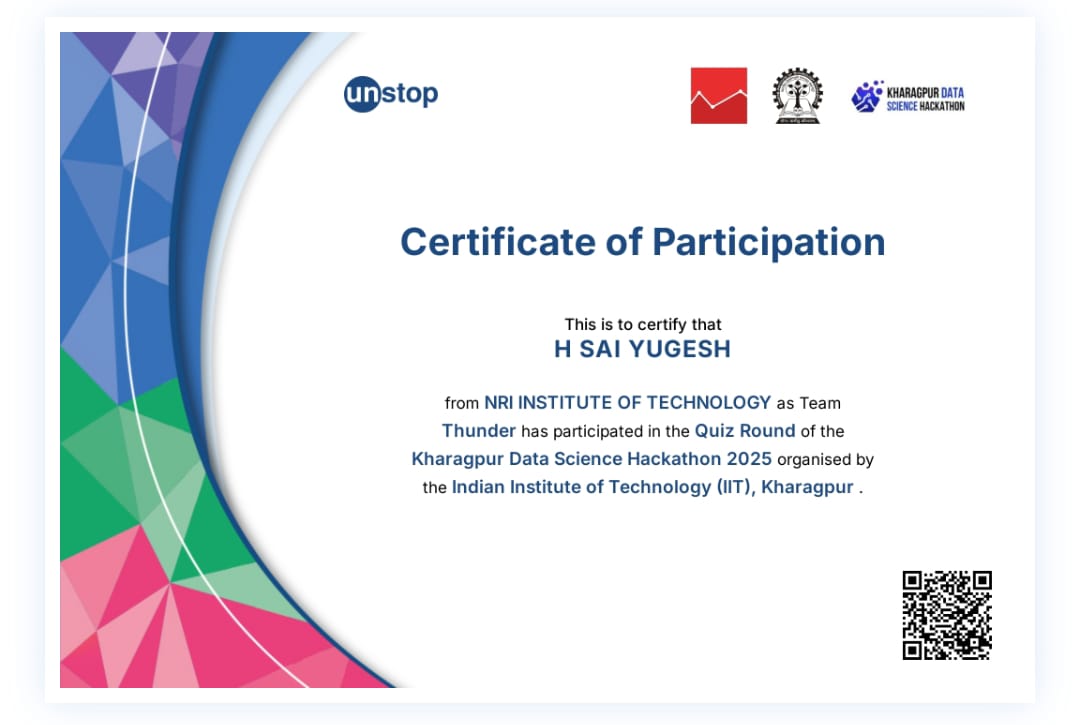 unstop
KHARAGPUR DATA
SCIENCE HACKATHON
Certificate of Participation
This is to certify that
H SAI YUGESH
from NRI INSTITUTE OF TECHNOLOGY as Team
Thunder has participated in the Quiz Round of the
Kharagpur Data Science Hackathon 2025 organised by
the Indian Institute of Technology (IIT), Kharagpur .